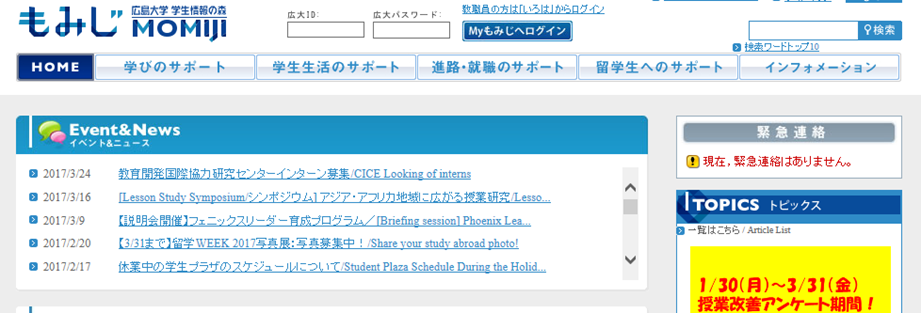 もみじ 広島大学 学生情報の森 MOMIJI
広大ID:
広大パスワード:
教職員の方は「いろは」からログイン
Myもみじへログイン
検索
検索ワードトップ10
HOME
学びのサポート
学生生活のサポート
進路・就職のサポート
留学生へのサポート
インフォメーション
Event&News
イベント&ニュース
2017/3/24 教育開発国際協力研究センターインターン募集/CICE Looking of interns
2017/3/16 [Lesson Study Symposium/シンポジウム] アジア・アフリカ地域に広がる授業研究/Lesso...
2017/3/9 【説明会開催】フェニックスリーダー育成プログラム／[Briefing session] Phoenix Lea...
2017/2/20 【3/31まで】留学WEEK 2017写真展：写真募集中！/Share your study abroad photo!
2017/2/17 休業中の学生プラザのスケジュールについて/Student Plaza Schedule During the Holid...
緊急連絡
現在，緊急連絡はありません。
TOPICS トピックス
一覧はこちら / Article List
1/30(月)～3/31(金)
授業改善アンケート期間！